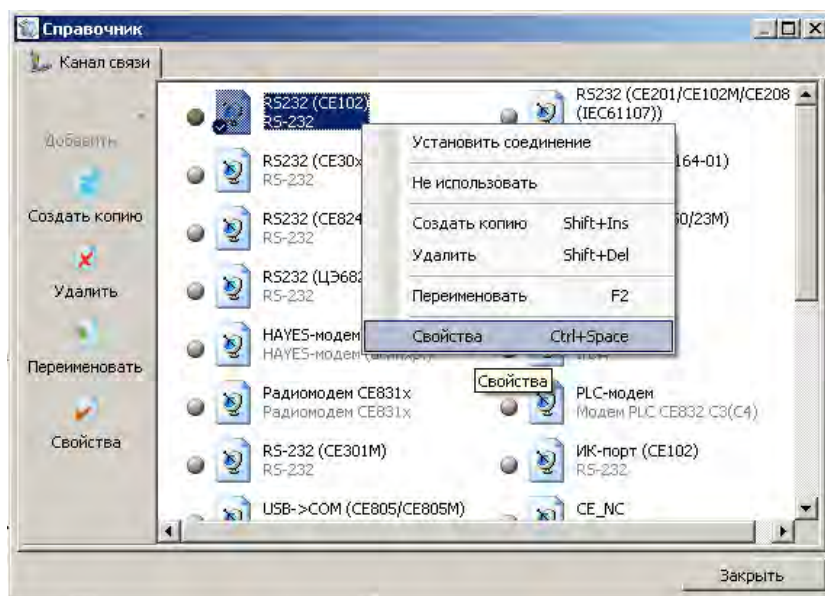 Справочник
Канал связи
Добавить
Создать копию
Удалить
Переименовать
Свойства
RS232 (CE102)
RS-232
RS232 (CE201/CE102M/CE208
(IEC61107))
RS232 (CE30
RS-232
164-01)
RS232 (CE824
RS-232
/23M)
RS232 (ЦЭ682
RS-232
HAYES-модем
HAYES-модем
Радиомодем CE831x
Радиомодем CE831x
PLC-модем
Модем PLC CE832 C3(C4)
RS-232 (CE301M)
RS-232
ИК-порт (CE102)
RS-232
USB->COM (CE805/CE805M)
CE_NC
Установить соединение
Не использовать
Создать копию Shift+Ins
Удалить Shift+Del
Переименовать F2
Свойства Ctrl+Space
Свойства
Закрыть